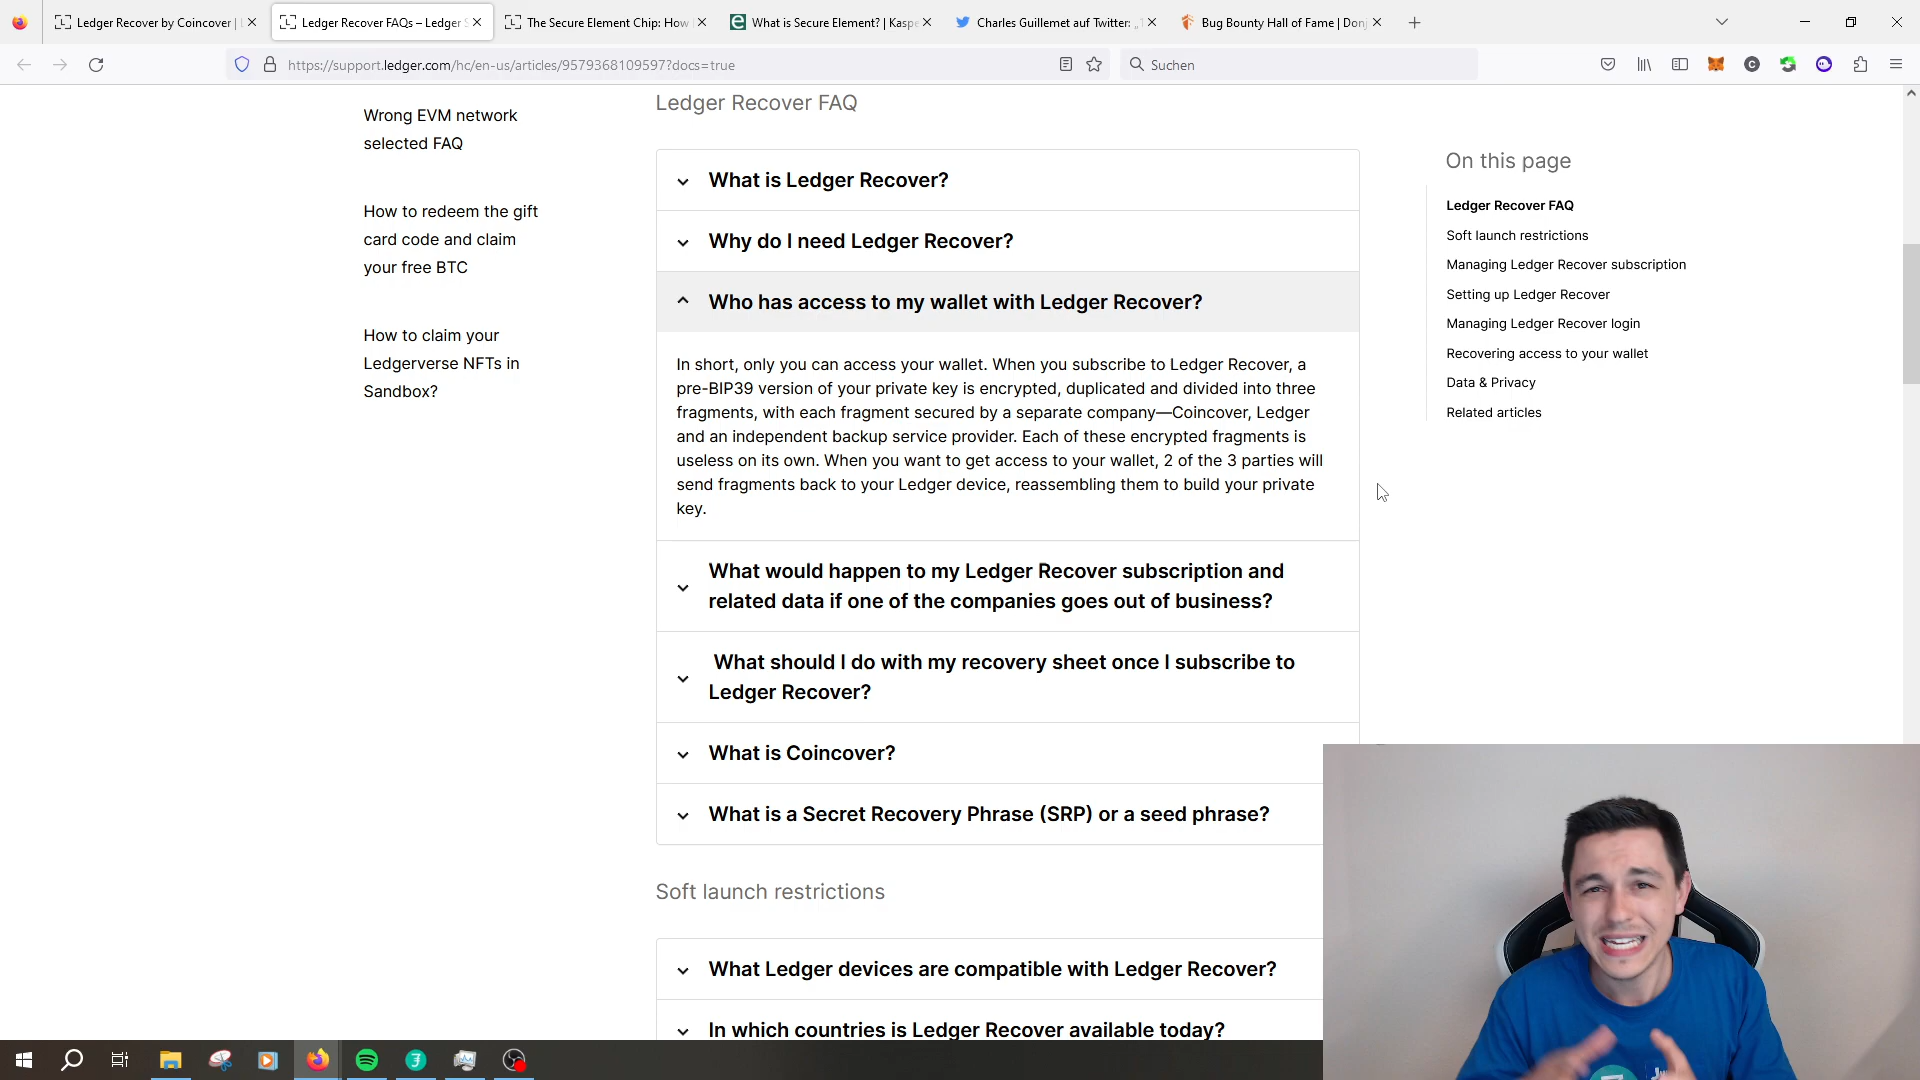 Ledger Recover by Coincover |
Ledger Recover FAQs – Ledger S
The Secure Element Chip: How
What is Secure Element? | Kaspe
Charles Guillemet auf Twitter: „T
Bug Bounty Hall of Fame | Donj
https://support.ledger.com/hc/en-us/articles/9579368109597?docs=true
Suchen
Wrong EVM network
selected FAQ
How to redeem the gift
card code and claim
your free BTC
How to claim your
Ledgerverse NFTs in
Sandbox?
Ledger Recover FAQ
What is Ledger Recover?
Why do I need Ledger Recover?
Who has access to my wallet with Ledger Recover?
In short, only you can access your wallet. When you subscribe to Ledger Recover, a
pre-BIP39 version of your private key is encrypted, duplicated and divided into three
fragments, with each fragment secured by a separate company—Coincover, Ledger
and an independent backup service provider. Each of these encrypted fragments is
useless on its own. When you want to get access to your wallet, 2 of the 3 parties will
send fragments back to your Ledger device, reassembling them to build your private
key.
What would happen to my Ledger Recover subscription and
related data if one of the companies goes out of business?
What should I do with my recovery sheet once I subscribe to
Ledger Recover?
What is Coincover?
What is a Secret Recovery Phrase (SRP) or a seed phrase?
Soft launch restrictions
What Ledger devices are compatible with Ledger Recover?
In which countries is Ledger Recover available today?
On this page
Ledger Recover FAQ
Soft launch restrictions
Managing Ledger Recover subscription
Setting up Ledger Recover
Managing Ledger Recover login
Recovering access to your wallet
Data & Privacy
Related articles